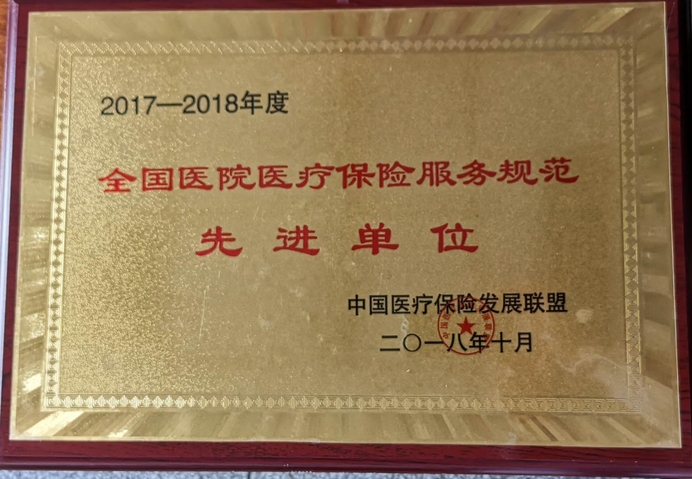 2017—2018年度
全国医院医疗保险服务规范
先进单位
中国医疗保险发展联盟
二〇一八年十月